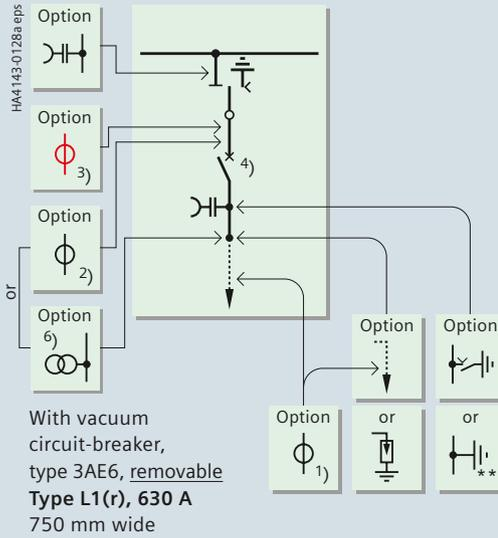 HA4143-0128a eps
Option
Option
3)
4)
Option
2)
or
Option
6)
Option
Option
Option
1)
or
or
**
With vacuum
circuit-breaker,
type 3AE6, removable
Type L1(r), 630 A
750 mm wide